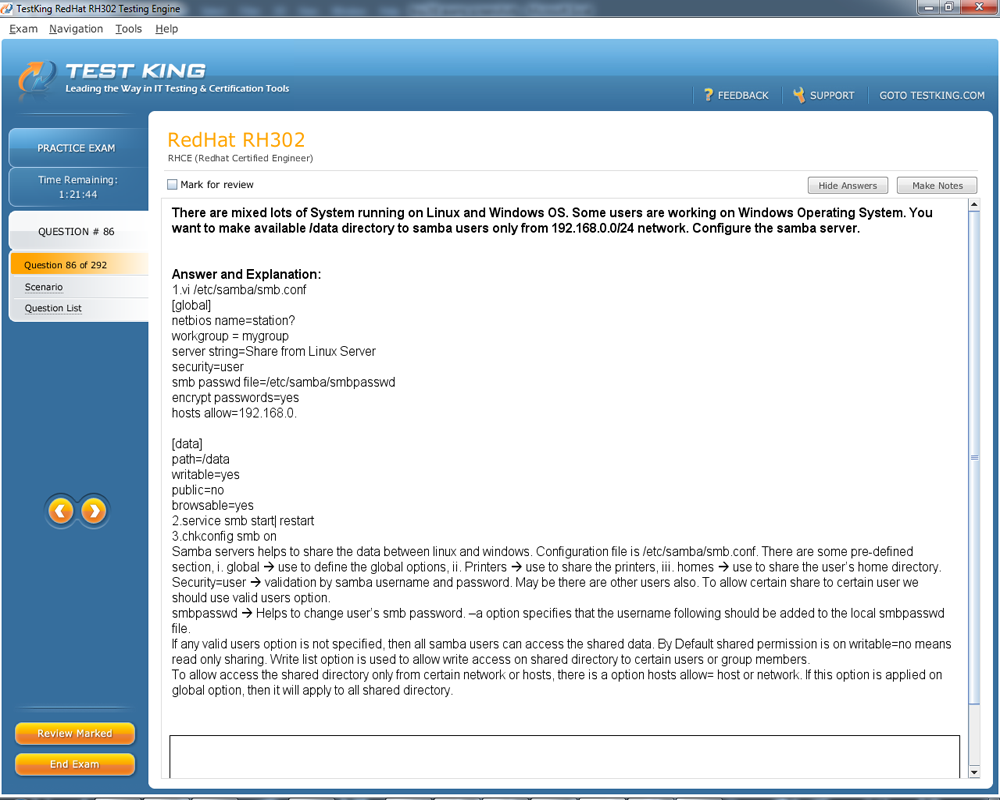 TestKing RedHat RH302 Testing Engine
Exam Navigation Tools Help
TEST KING
Leading the Way in IT Testing & Certification Tools
? FEEDBACK SUPPORT GOTO TESTKING.COM
PRACTICE EXAM
Time Remaining:
1:21:44
QUESTION # 86
Question 86 of 292
Scenario
Question List
Review Marked
End Exam
RedHat RH302
RHCE (Redhat Certified Engineer)
Mark for review
Hide Answers Make Notes
There are mixed lots of System running on Linux and Windows OS. Some users are working on Windows Operating System. You
want to make available /data directory to samba users only from 192.168.0.0/24 network. Configure the samba server.
Answer and Explanation:
1.vi /etc/samba/smb.conf
[global]
netbios name=station?
workgroup = mygroup
server string=Share from Linux Server
security=user
smb passwd file=/etc/samba/smbpasswd
encrypt passwords=yes
hosts allow=192.168.0.
[data]
path=/data
writable=yes
public=no
browsable=yes
2.service smb start| restart
3.chkconfig smb on
Samba servers helps to share the data between linux and windows. Configuration file is /etc/samba/smb.conf. There are some pre-defined
section, i. global → use to define the global options, ii. Printers → use to share the printers, iii. homes → use to share the user's home directory.
Security=user → validation by samba username and password. May be there are other users also. To allow certain share to certain user we
should use valid users option.
smbpasswd → Helps to change user's smb password. –a option specifies that the username following should be added to the local smbpasswd
file.
If any valid users option is not specified, then all samba users can access the shared data. By Default shared permission is on writable=no means
read only sharing. Write list option is used to allow write access on shared directory to certain users or group members.
To allow access the shared directory only from certain network or hosts, there is a option hosts allow= host or network. If this option is applied on
global option, then it will apply to all shared directory.